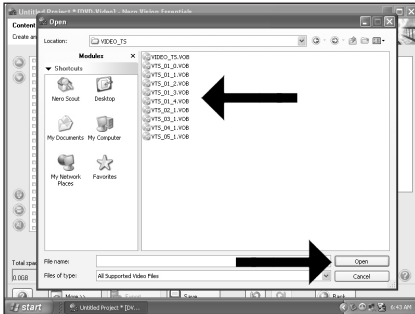 Untitled Project * [DVD-Video] - Nero Vision Essentials
Content
Create an
Open
Location: VIDEO_TS
Modules ×
Shortcuts
Nero Scout
Desktop
My Documents
My Computer
My Network Places
Favorites
VIDEO_TS.VOB
VTS_01_0.VOB
VTS_01_1.VOB
VTS_01_2.VOB
VTS_01_3.VOB
VTS_01_4.VOB
VTS_02_1.VOB
VTS_03_1.VOB
VTS_04_1.VOB
VTS_05_1.VOB
File name:
Open
Files of type: All Supported Video Files
Cancel
Total spa
0.0GB
More >>
Save
Back
start
Untitled Project * [DV...
6:43 AM